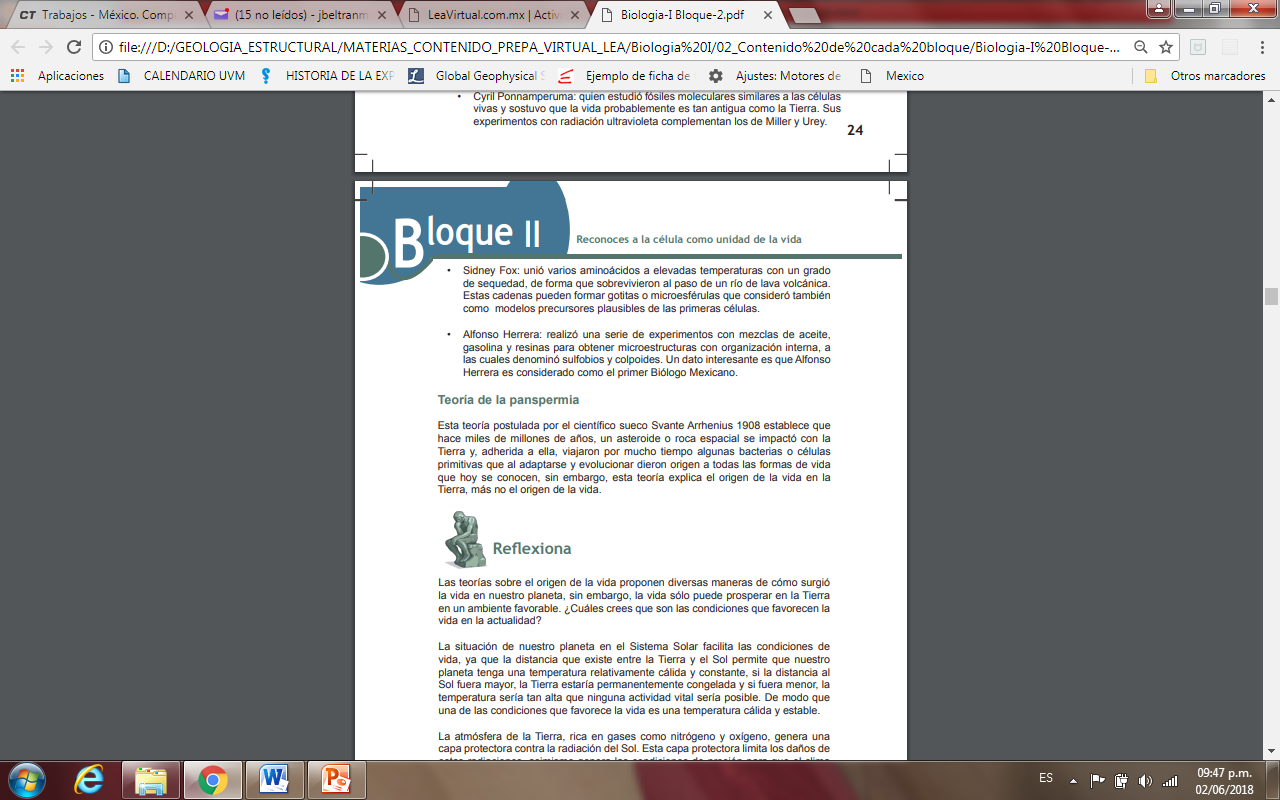 CT Trabajos - México. Comp
(15 no leídos) - jbeltranm
LeaVirtual.com.mx | Activ
Biologia-I Bloque-2.pdf
file:///D:/GEOLOGIA_ESTRUCTURAL/MATERIAS_CONTENIDO_PREPA_VIRTUAL_LEA/Biologia%20I/02_Contenido%20de%20cada%20bloque/Biologia-I%20Bloque-...
Aplicaciones
CALENDARIO UVM
HISTORIA DE LA EXP
Global Geophysical S
Ejemplo de ficha de
Ajustes: Motores de
Mexico
Otros marcadores
• Cyril Ponnamperuma: quien estudió fósiles moleculares similares a las células
vivas y sostuvo que la vida probablemente es tan antigua como la Tierra. Sus
experimentos con radiación ultravioleta complementan los de Miller y Urey.
24
Bloque II
Reconoces a la célula como unidad de la vida
• Sidney Fox: unió varios aminoácidos a elevadas temperaturas con un grado
de sequedad, de forma que sobrevivieron al paso de un río de lava volcánica.
Estas cadenas pueden formar gotitas o microesférulas que consideró también
como modelos precursores plausibles de las primeras células.
• Alfonso Herrera: realizó una serie de experimentos con mezclas de aceite,
gasolina y resinas para obtener microestructuras con organización interna, a
las cuales denominó sulfobios y colpoides. Un dato interesante es que Alfonso
Herrera es considerado como el primer Biólogo Mexicano.
Teoría de la panspermia
Esta teoría postulada por el científico sueco Svante Arrhenius 1908 establece que
hace miles de millones de años, un asteroide o roca espacial se impactó con la
Tierra y, adherida a ella, viajaron por mucho tiempo algunas bacterias o células
primitivas que al adaptarse y evolucionar dieron origen a todas las formas de vida
que hoy se conocen, sin embargo, esta teoría explica el origen de la vida en la
Tierra, más no el origen de la vida.
Reflexiona
Las teorías sobre el origen de la vida proponen diversas maneras de cómo surgió
la vida en nuestro planeta, sin embargo, la vida sólo puede prosperar en la Tierra
en un ambiente favorable. ¿Cuáles crees que son las condiciones que favorecen la
vida en la actualidad?
La situación de nuestro planeta en el Sistema Solar facilita las condiciones de
vida, ya que la distancia que existe entre la Tierra y el Sol permite que nuestro
planeta tenga una temperatura relativamente cálida y constante, si la distancia al
Sol fuera mayor, la Tierra estaría permanentemente congelada y si fuera menor, la
temperatura sería tan alta que ninguna actividad vital sería posible. De modo que
una de las condiciones que favorece la vida es una temperatura cálida y estable.
La atmósfera de la Tierra, rica en gases como nitrógeno y oxígeno, genera una
capa protectora contra la radiación del Sol. Esta capa protectora limita los daños de
ES
09:47 p.m.
02/06/2018